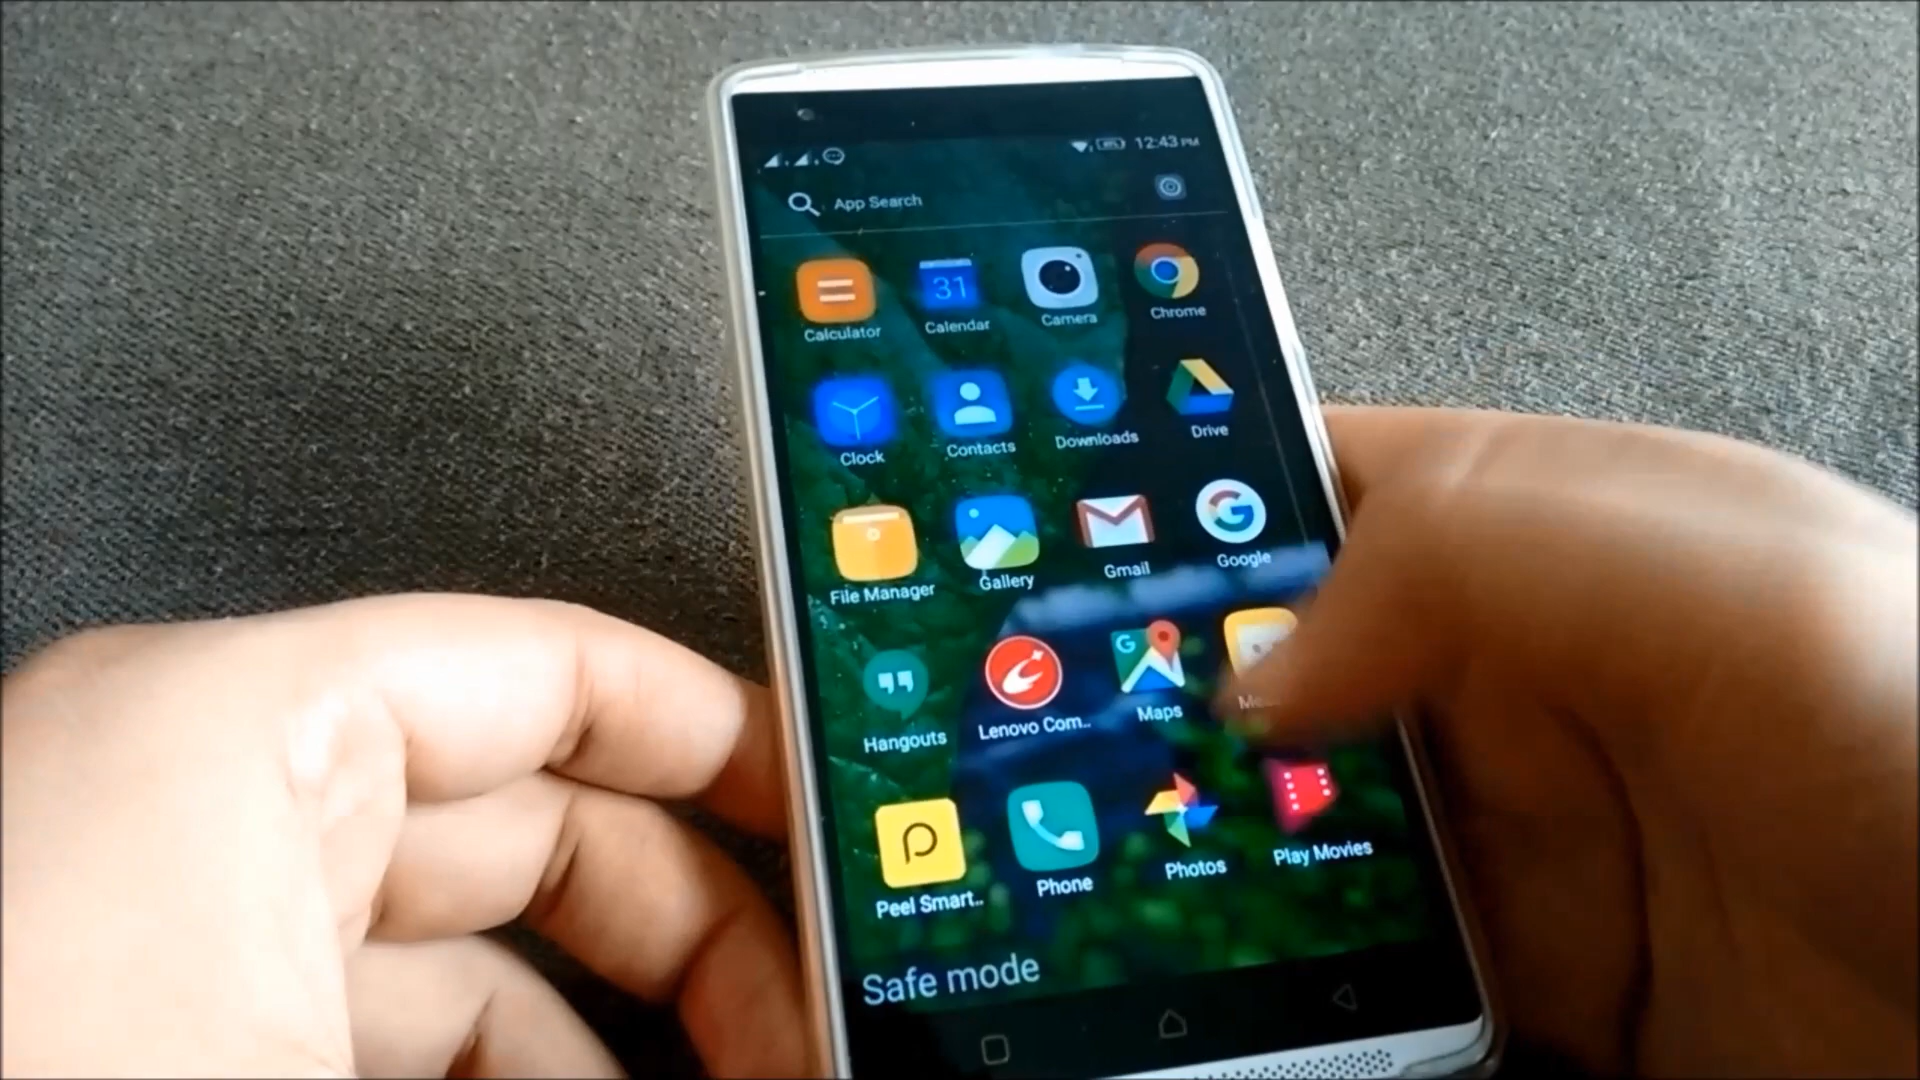 12:43 PM
App Search
31
Calculator Calendar Camera Chrome
Clock Contacts Downloads Drive
G
File Manager Gallery Gmail Google
G
Hangouts Lenovo Com.. Maps
Peel Smart.. Phone Photos Play Movies
Safe mode